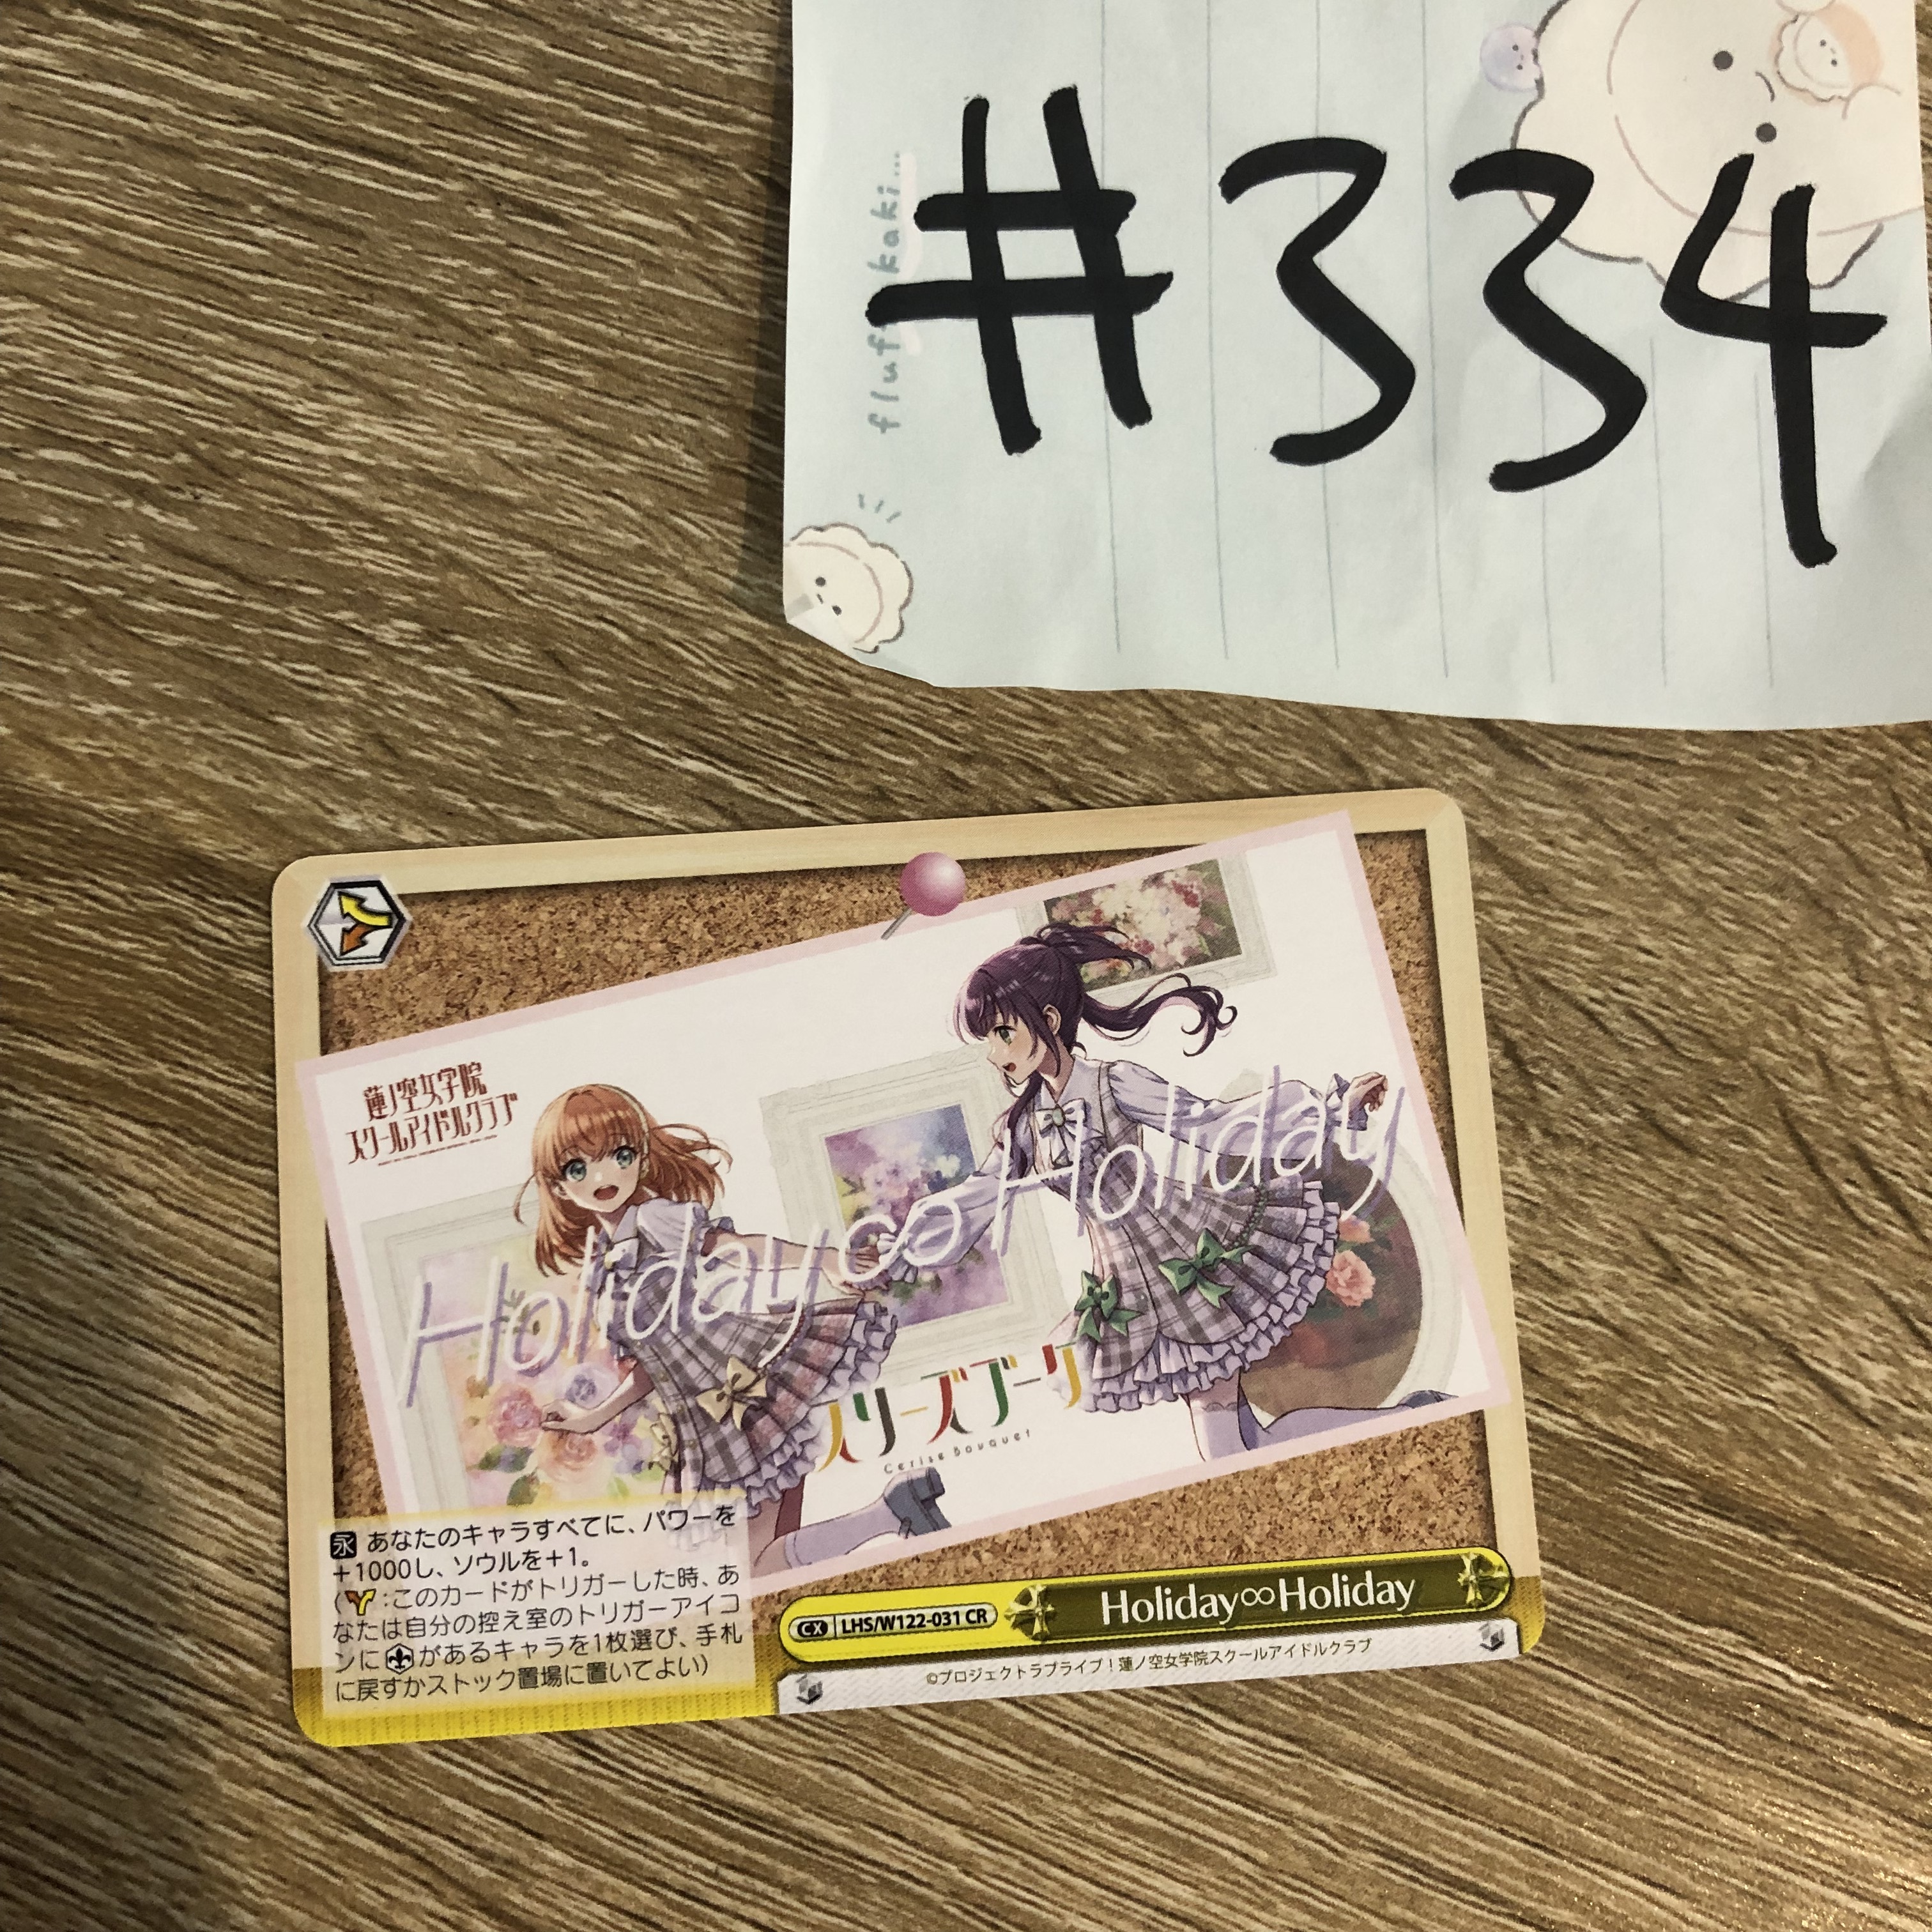 #334
fluf kaki...
蓮ノ空女学院
スクールアイドルクラブ
Holiday∞Holiday
スリーズブーケ
Cerise Bouquet
永 あなたのキャラすべてに、パワーを
+1000し、ソウルを+1。
( :このカードがトリガーした時、あ
なたは自分の控え室のトリガーアイコ
ンに があるキャラを1枚選び、手札
に戻すかストック置場に置いてよい)
CX LHS/W122-031 CR
Holiday∞Holiday
©プロジェクトラブライブ！蓮ノ空女学院スクールアイドルクラブ